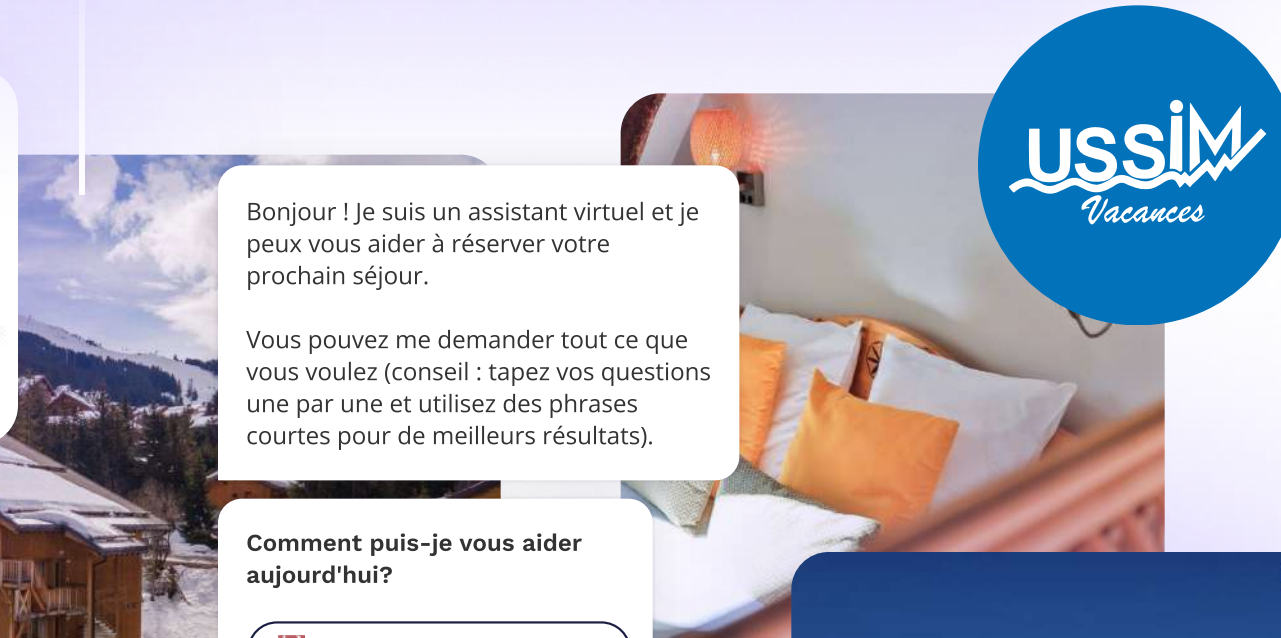 USSIM
Vacances
Bonjour ! Je suis un assistant virtuel et je
peux vous aider à réserver votre
prochain séjour.
Vous pouvez me demander tout ce que
vous voulez (conseil : tapez vos questions
une par une et utilisez des phrases
courtes pour de meilleurs résultats).
Comment puis-je vous aider
aujourd'hui?